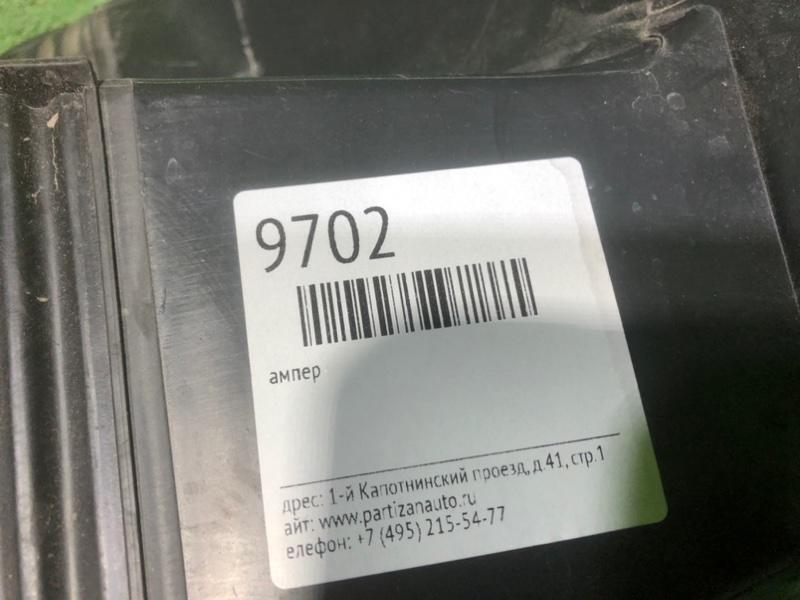 9702
ампер
дрес: 1-й Капотнинский проезд, д.41, стр.1
айт: www.partizanauto.ru
елефон: +7 (495) 215-54-77